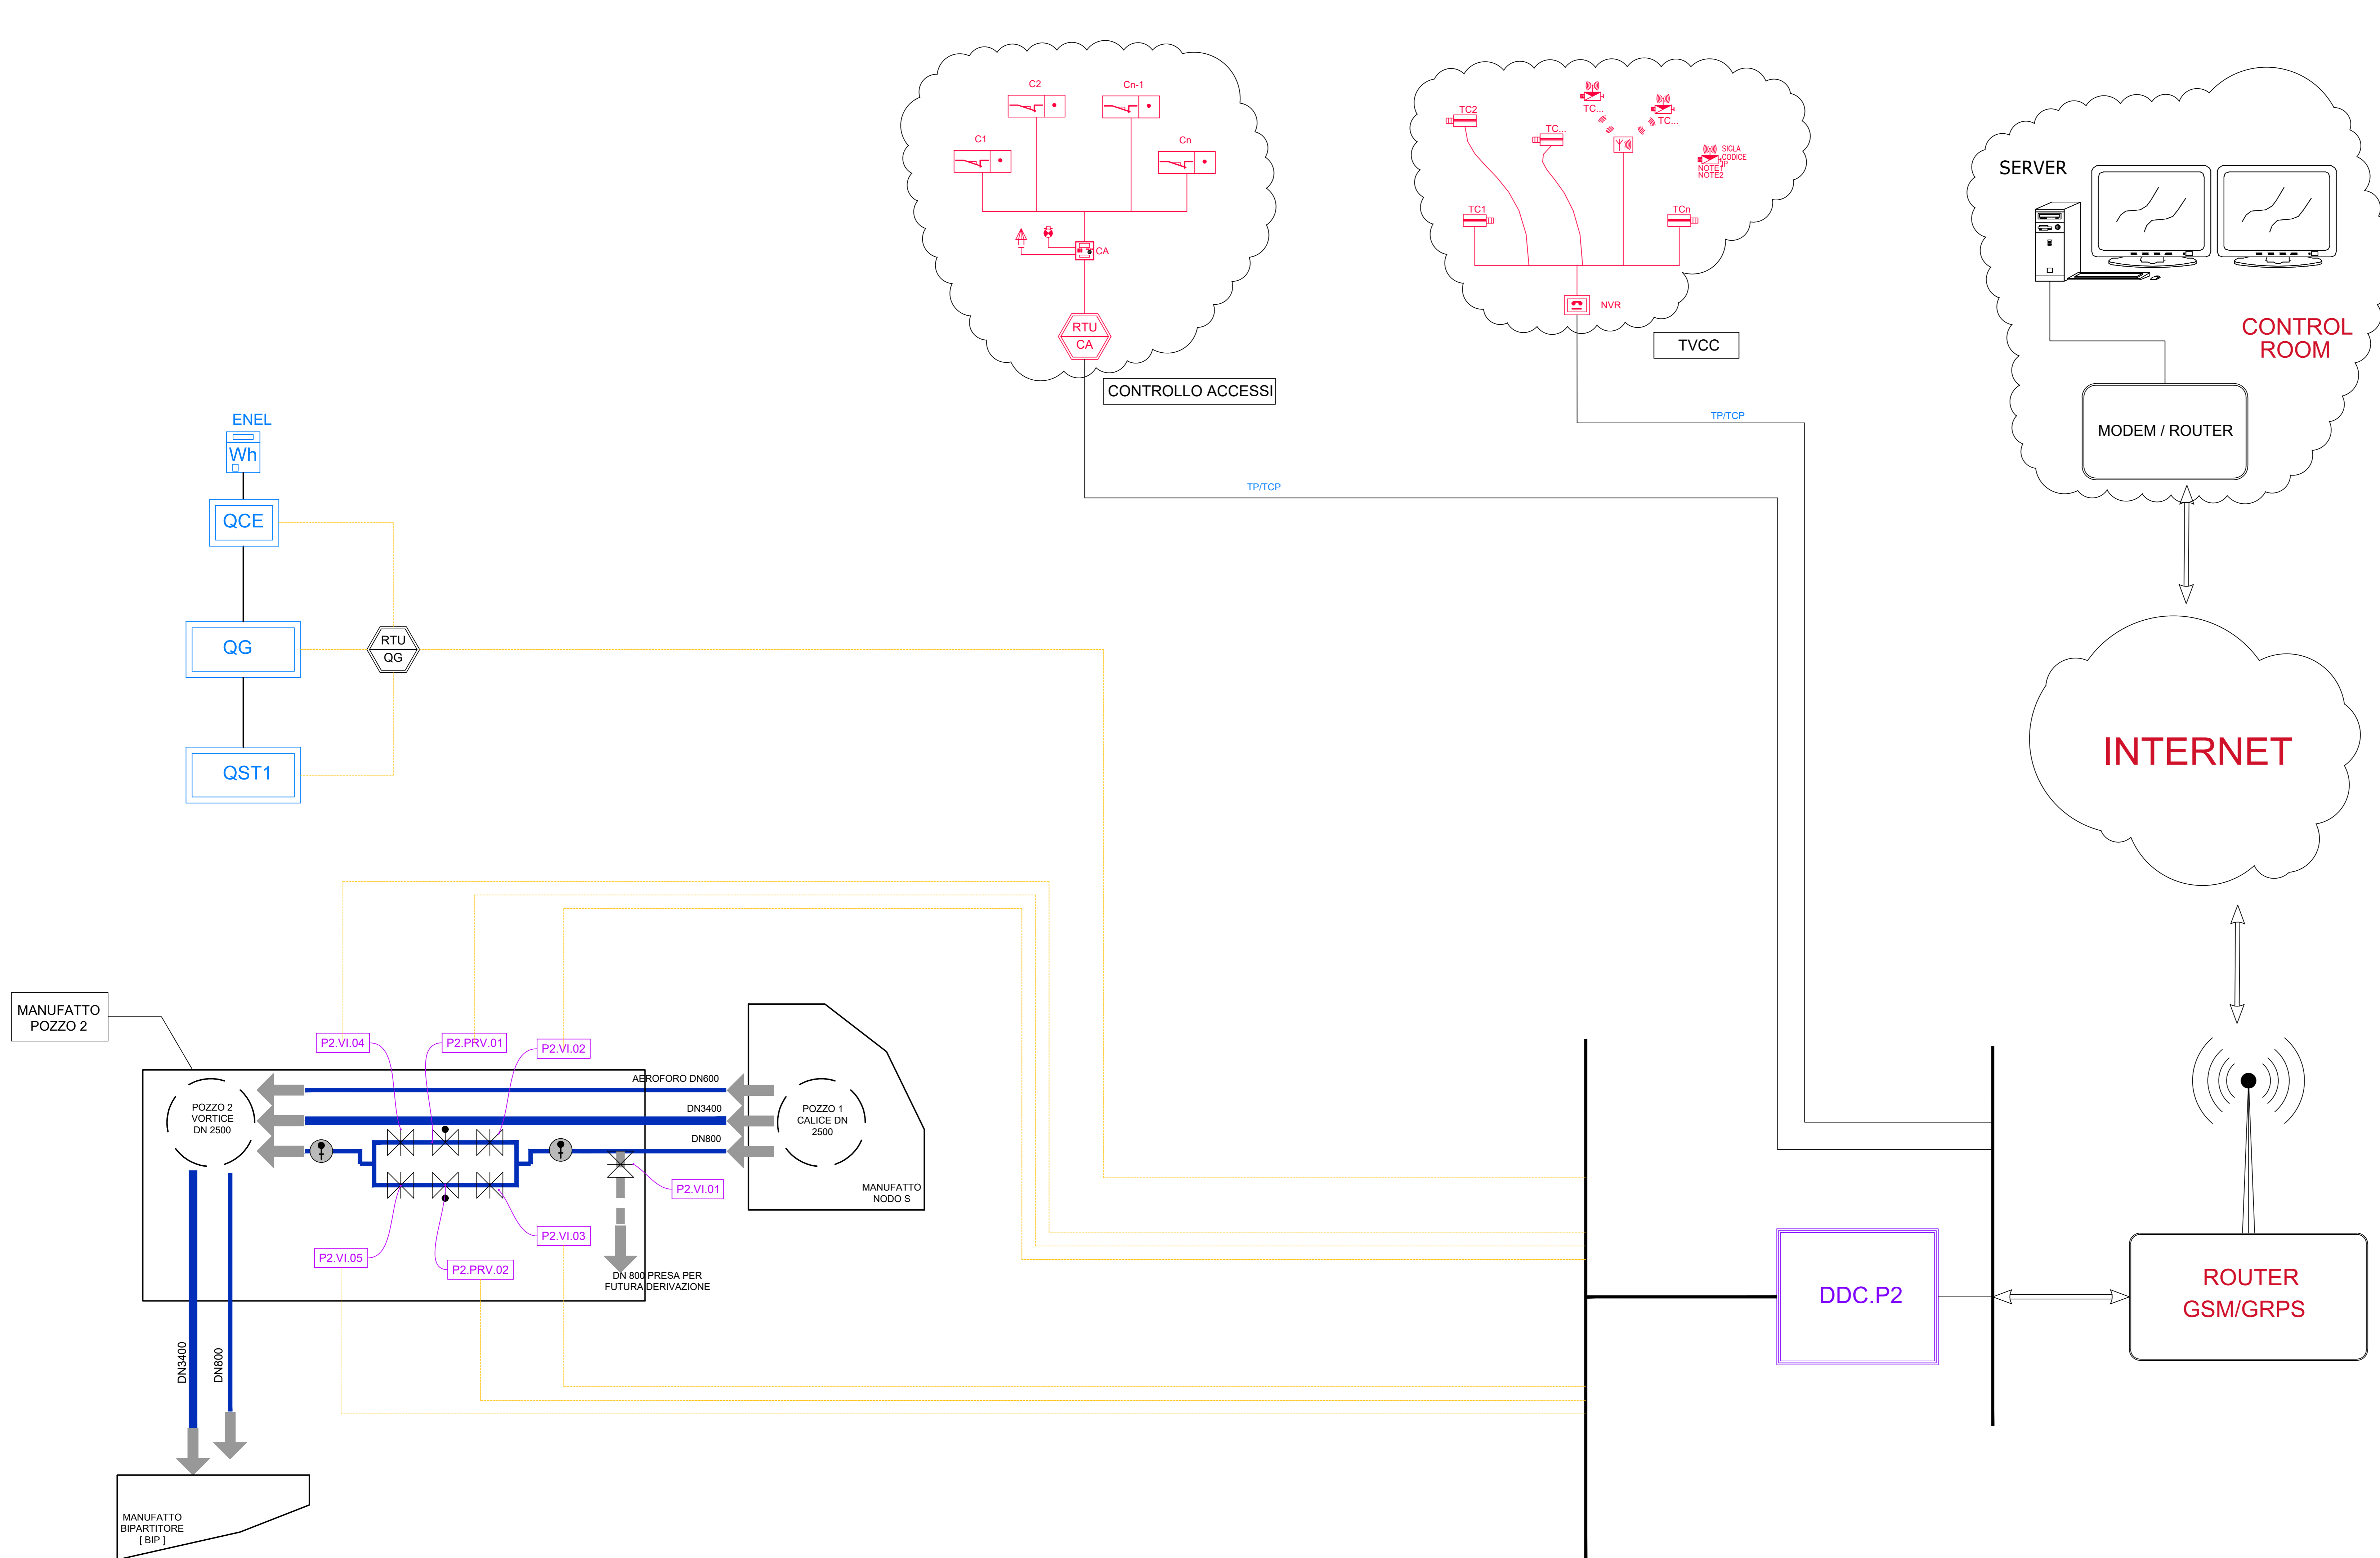 C2
Cn-1
C1
Cn
CA
RTU
CA
CONTROLLO ACCESSI
TC2
TC...
TC...
TC...
SIGLA
CODICE
IP
NOTE1
NOTE2
TC1
TCn
NVR
TVCC
SERVER
CONTROL
ROOM
MODEM / ROUTER
TP/TCP
TP/TCP
ENEL
Wh
QCE
QG
RTU
QG
QST1
INTERNET
MANUFATTO
POZZO 2
P2.VI.04
P2.PRV.01
P2.VI.02
AEROFORO DN600
DN3400
DN800
POZZO 2
VORTICE
DN 2500
POZZO 1
CALICE DN
2500
P2.VI.01
MANUFATTO
NODO S
P2.VI.05
P2.PRV.02
P2.VI.03
DN 800 PRESA PER
FUTURA DERIVAZIONE
DN3400
DN800
DDC.P2
ROUTER
GSM/GRPS
MANUFATTO
BIPARTITORE
[ BIP ]